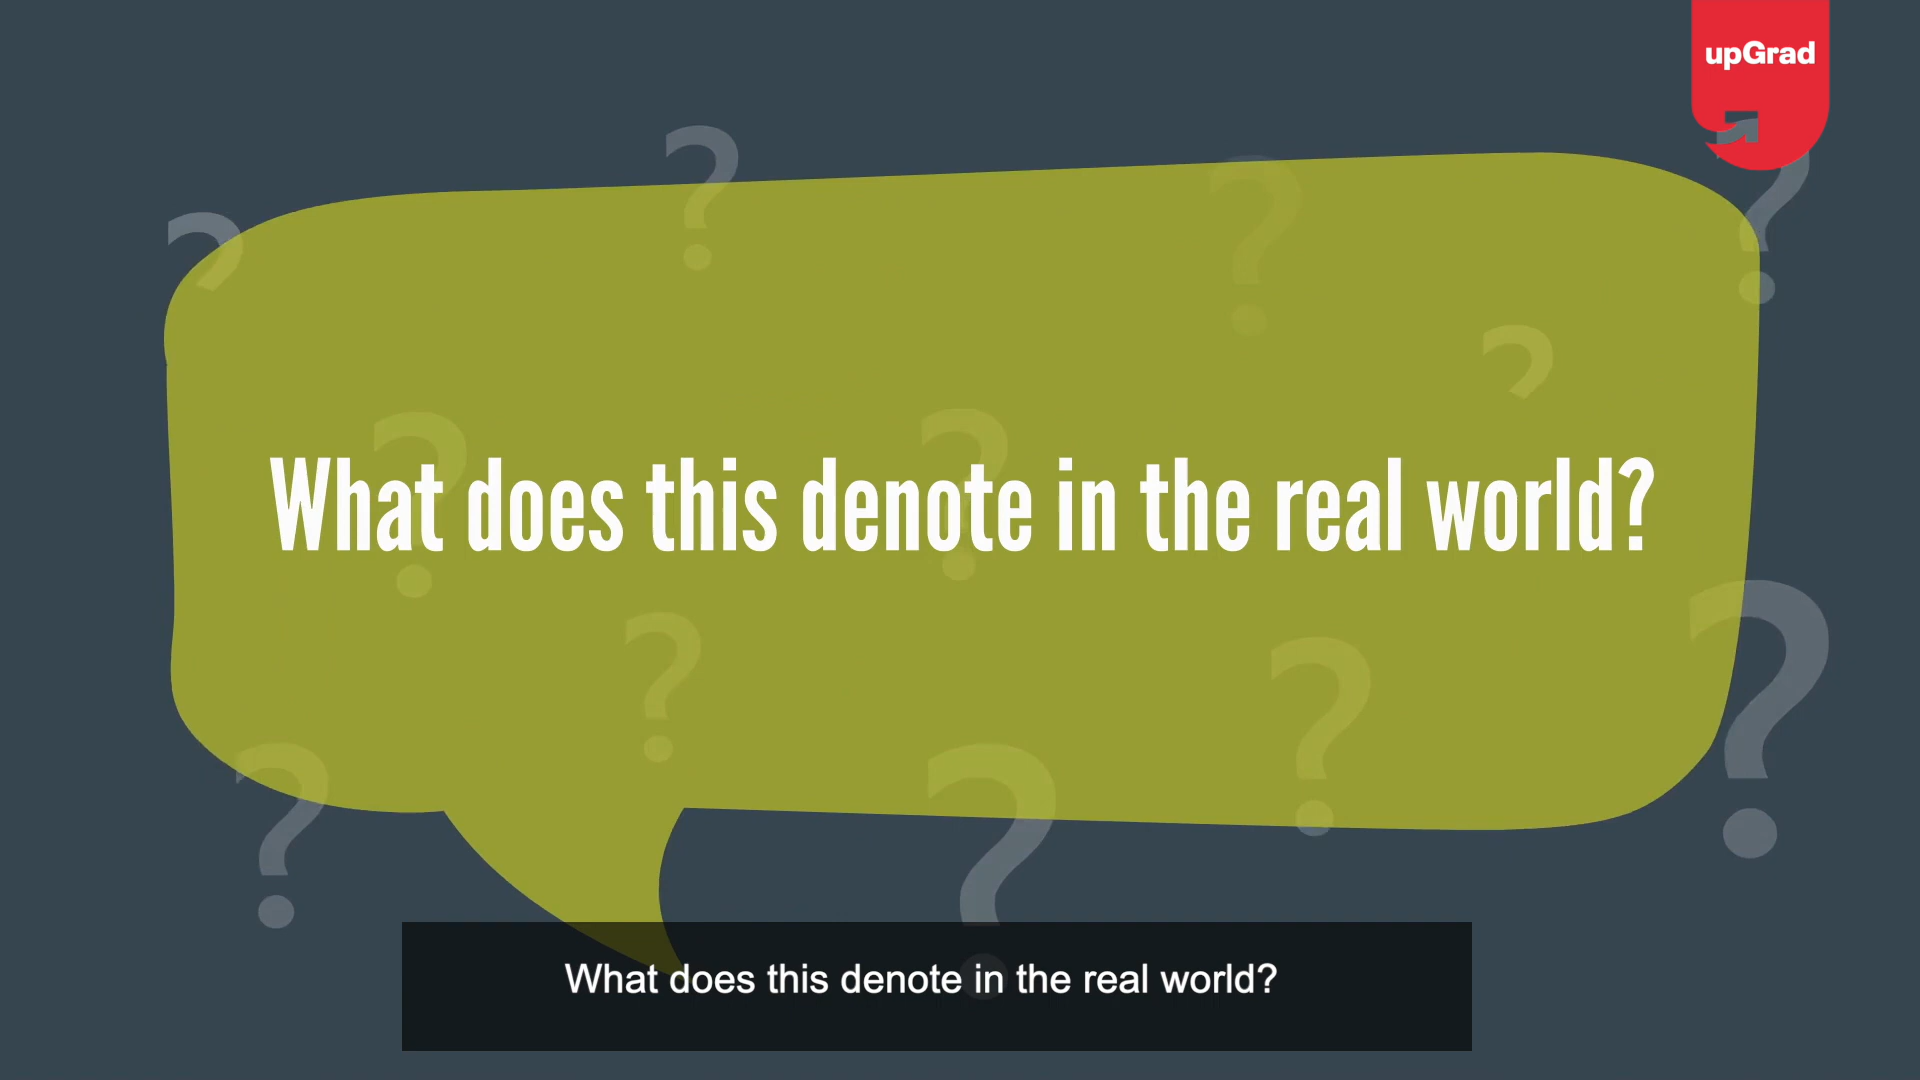 upGrad
What does this denote in the real world?
What does this denote in the real world?